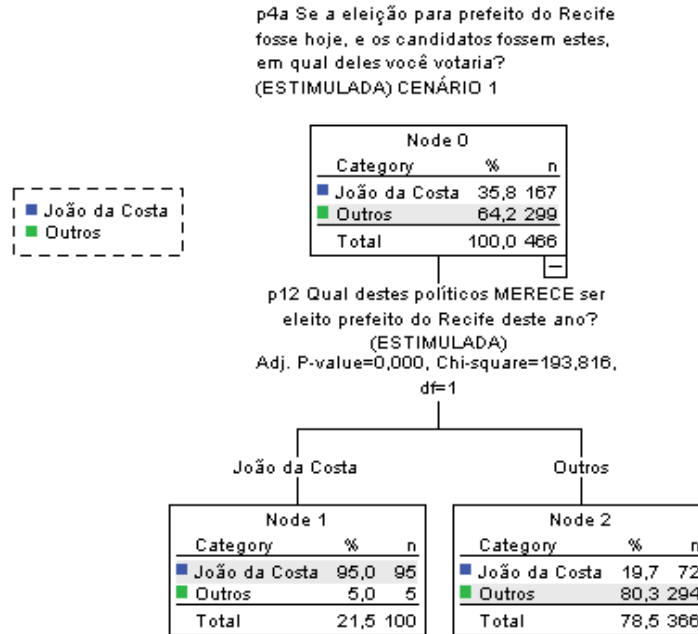 p4a Se a eleição para prefeito do Recife
fosse hoje, e os candidatos fossem estes,
em qual deles você votaria?
(ESTIMULADA) CENÁRIO 1
João da Costa
Outros
Node 0
Category % n
João da Costa 35,8 167
Outros 64,2 299
Total 100,0 466
p12 Qual destes políticos MERECE ser
eleito prefeito do Recife deste ano?
(ESTIMULADA)
Adj. P-value=0,000, Chi-square=193,816,
df=1
João da Costa
Outros
Node 1
Category % n
João da Costa 95,0 95
Outros 5,0 5
Total 21,5 100
Node 2
Category % n
João da Costa 19,7 72
Outros 80,3 294
Total 78,5 366